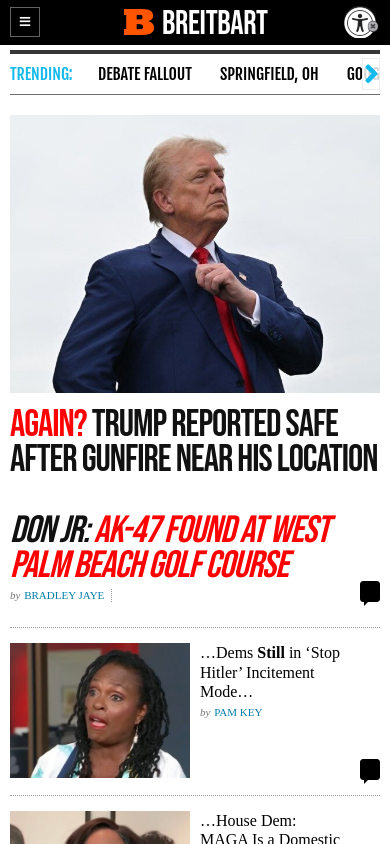 BREITBART
TRENDING: DEBATE FALLOUT SPRINGFIELD, OH GO
AGAIN? TRUMP REPORTED SAFE
AFTER GUNFIRE NEAR HIS LOCATION
DON JR: AK-47 FOUND AT WEST
PALM BEACH GOLF COURSE
by BRADLEY JAYE
…Dems Still in ‘Stop
Hitler’ Incitement
Mode…
by PAM KEY
…House Dem:
MAGA Is a Domestic